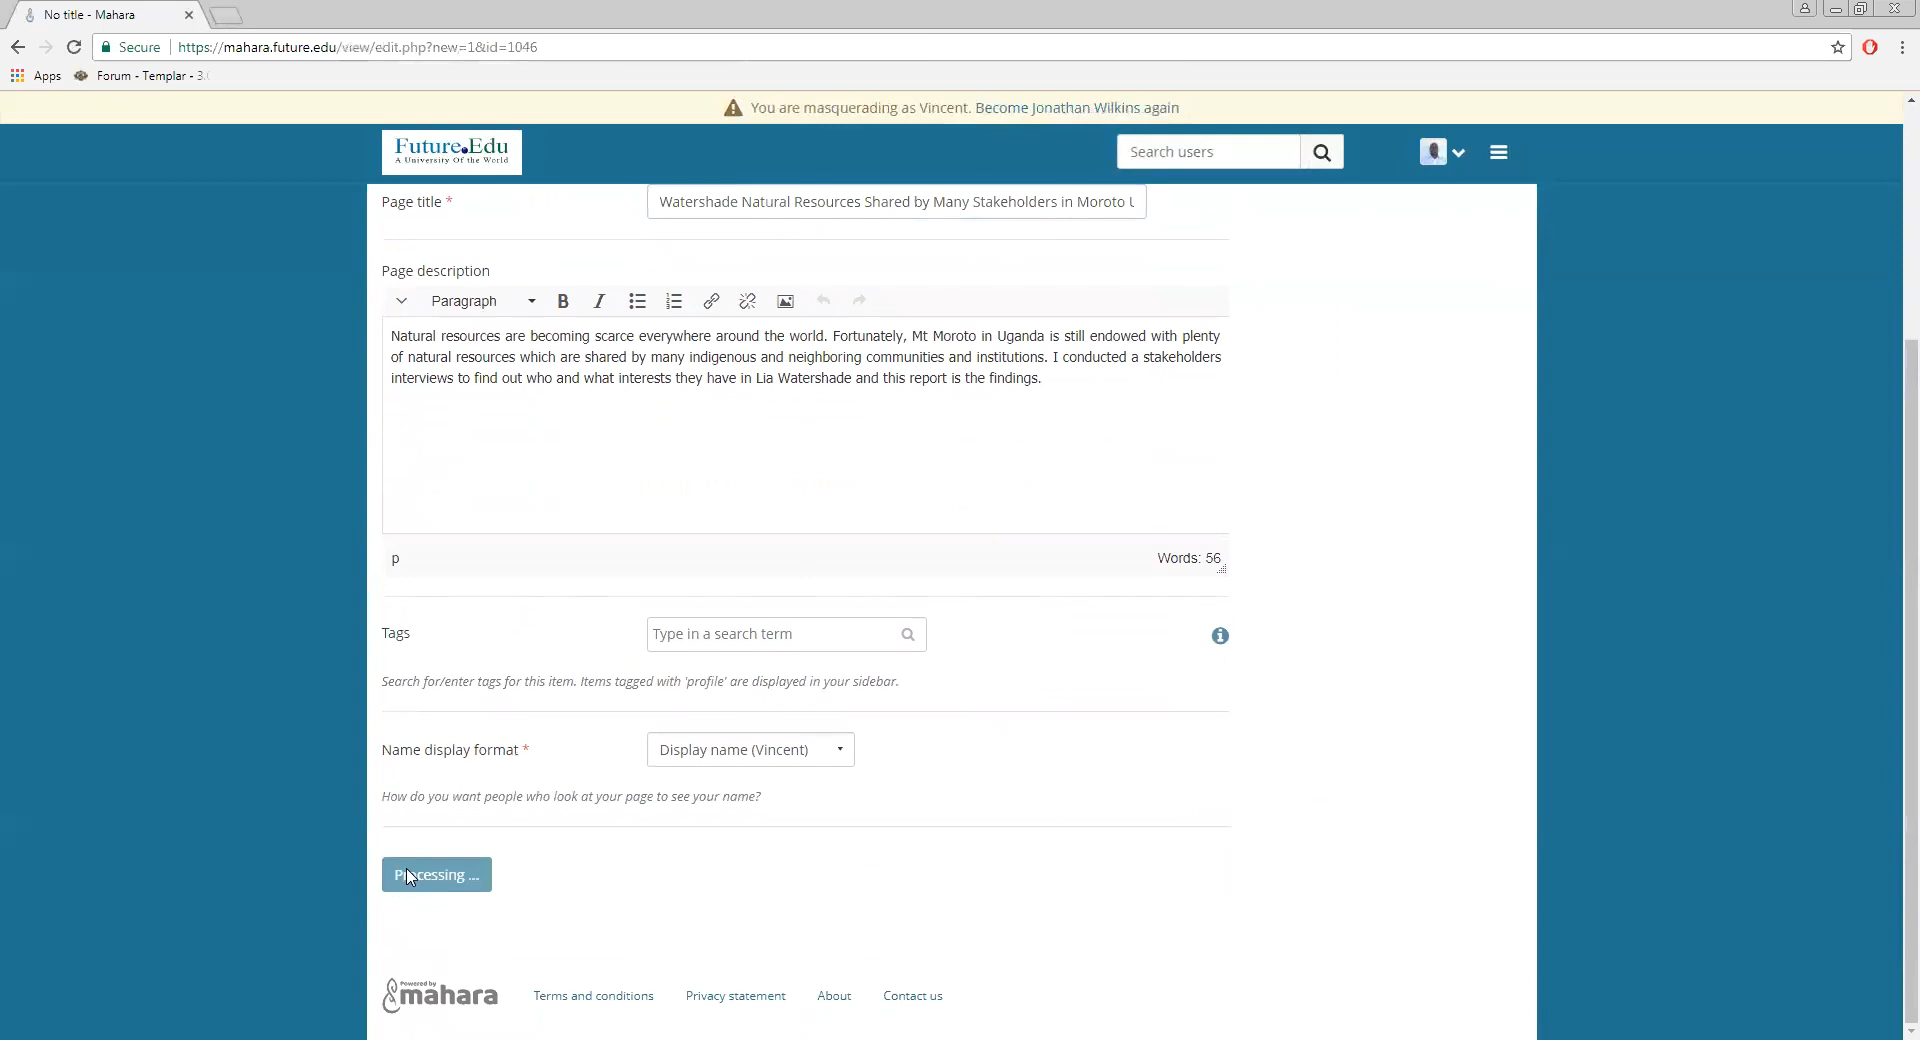 No title - Mahara
Secure https://mahara.future.edu/view/edit.php?new=1&id=1046
Apps Forum - Templar - 3.
You are masquerading as Vincent. Become Jonathan Wilkins again
Future.Edu
A University Of the World
Search users
Page title *
Watershade Natural Resources Shared by Many Stakeholders in Moroto
Page description
Paragraph
Natural resources are becoming scarce everywhere around the world. Fortunately, Mt Moroto in Uganda is still endowed with plenty
of natural resources which are shared by many indigenous and neighboring communities and institutions. I conducted a stakeholders
interviews to find out who and what interests they have in Lia Watershade and this report is the findings.
p
Words: 56
Tags
Type in a search term
Search for/enter tags for this item. Items tagged with 'profile' are displayed in your sidebar.
Name display format *
Display name (Vincent)
How do you want people who look at your page to see your name?
Processing ...
Powered by
mahara
Terms and conditions Privacy statement About Contact us